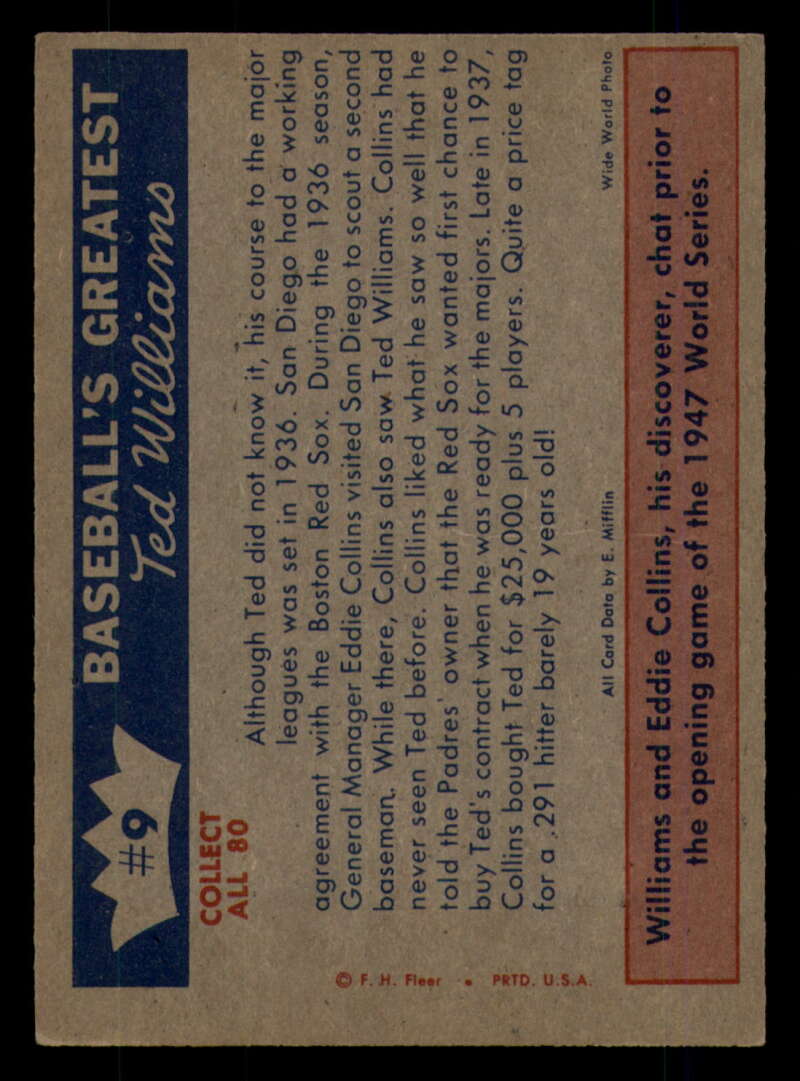 #9
BASEBALL'S GREATEST
Ted Williams
COLLECT
ALL 80
Although Ted did not know it, his course to the major
leagues was set in 1936. San Diego had a working
agreement with the Boston Red Sox. During the 1936 season,
General Manager Eddie Collins visited San Diego to scout a second
baseman. While there, Collins also saw Ted Williams. Collins had
never seen Ted before. Collins liked what he saw so well that he
told the Padres' owner that the Red Sox wanted first chance to
buy Ted's contract when he was ready for the majors. Late in 1937,
Collins bought Ted for $25,000 plus 5 players. Quite a price tag
for a .291 hitter barely 19 years old!
© F. H. Fleer • PRTD. U.S.A.
All Card Data by E. Mifflin
Wide World Photo
Williams and Eddie Collins, his discoverer, chat prior to
the opening game of the 1947 World Series.